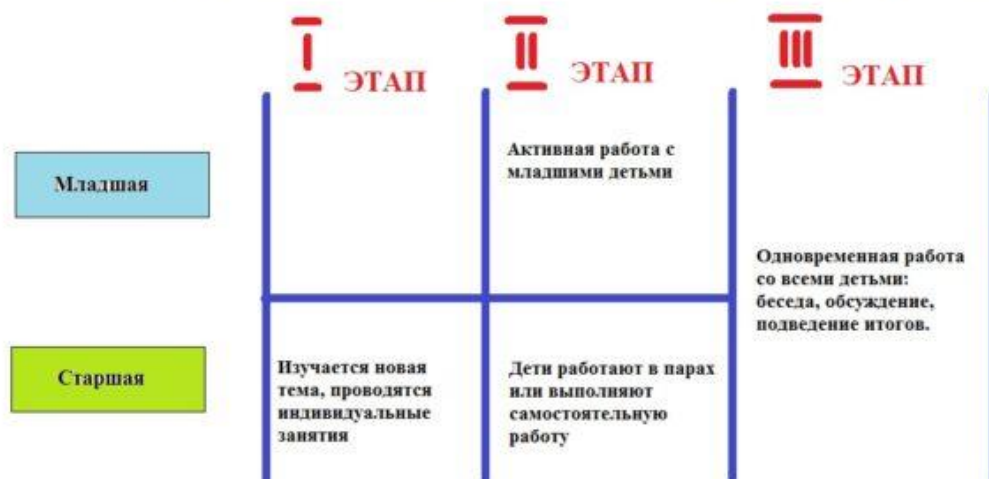 I ЭТАП
II ЭТАП
III ЭТАП
Младшая
Активная работа с
младшими детьми
Одновременная работа
со всеми детьми:
беседа, обсуждение,
подведение итогов.
Старшая
Изучается новая
тема, проводятся
индивидуальные
занятия
Дети работают в парах
или выполняют
самостоятельную
работу